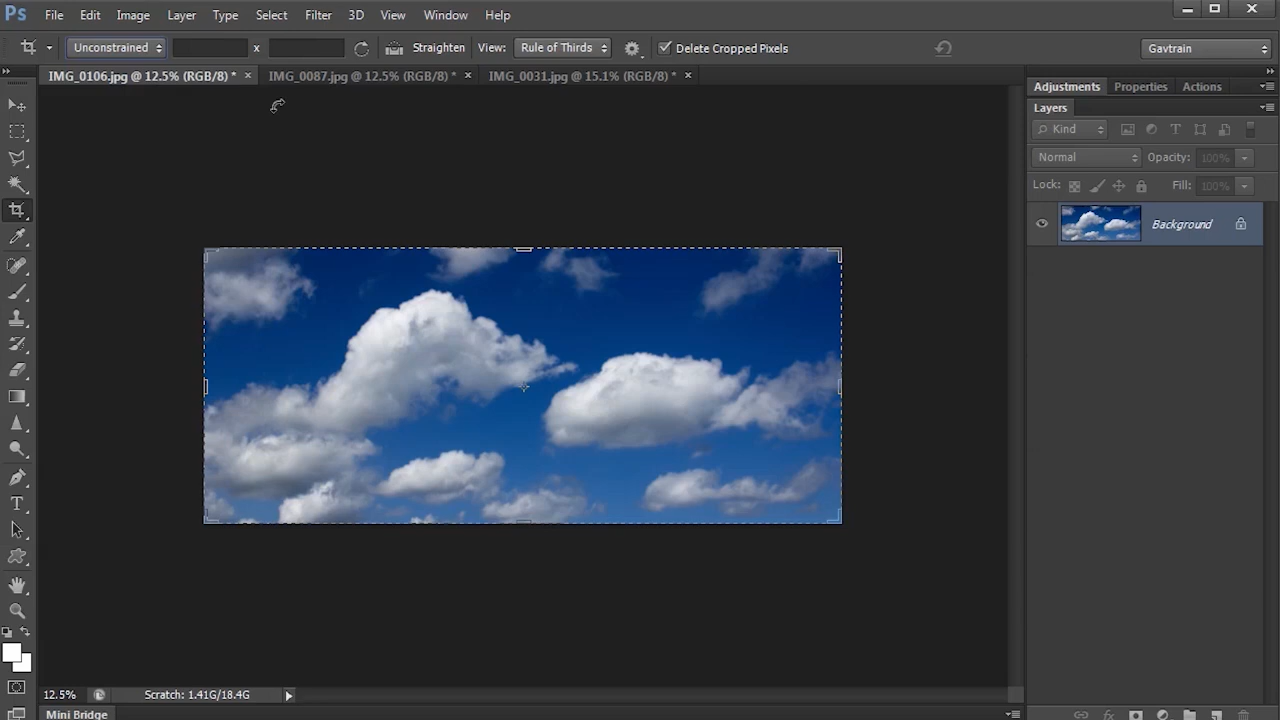 Ps File Edit Image Layer Type Select Filter 3D View Window Help
Unconstrained x Straighten View: Rule of Thirds Delete Cropped Pixels Gavtrain
IMG_0106.jpg @ 12.5% (RGB/8) * × IMG_0087.jpg @ 12.5% (RGB/8) * × IMG_0031.jpg @ 15.1% (RGB/8) * ×
Adjustments Properties Actions
Layers
Kind
Normal Opacity: 100%
Lock: Fill: 100%
Background
12.5% Scratch: 1.41G/18.4G
Mini Bridge